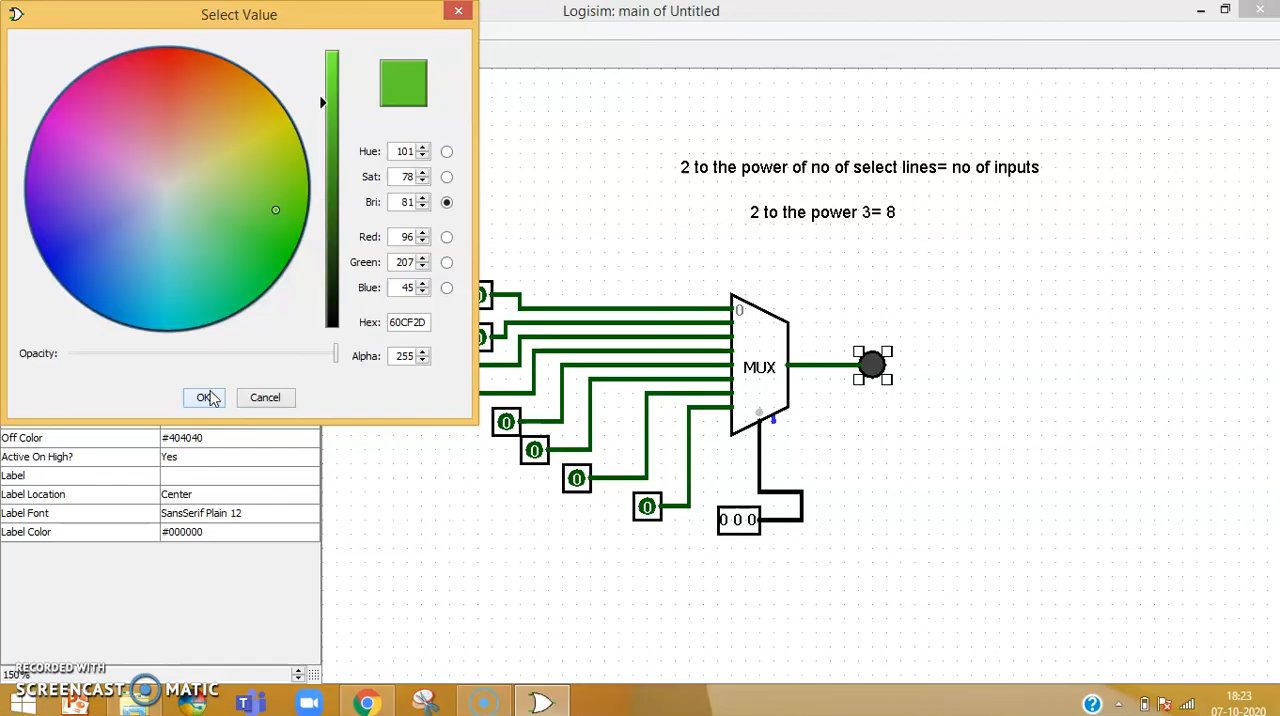 Select Value
Logisim: main of Untitled
Hue: 101
Sat: 78
Bri: 81
Red: 96
Green: 207
Blue: 45
Hex: 60CF2D
Opacity:
Alpha: 255
OK
Cancel
2 to the power of no of select lines= no of inputs
2 to the power 3= 8
0
0
0
MUX
0
0
0
0
0 0 0
Off Color #404040
Active On High? Yes
Label
Label Location Center
Label Font SansSerif Plain 12
Label Color #000000
150%
RECORDED WITH
SCREENCAST MATIC
18:23
07-10-2020